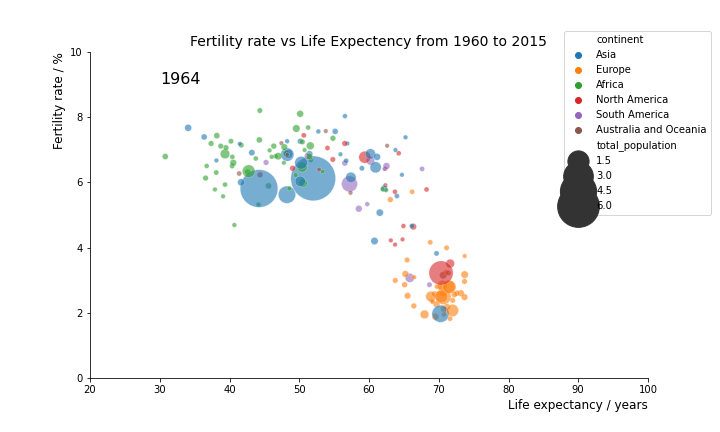 Fertility rate vs Life Expectency from 1960 to 2015
continent
Asia
Europe
Africa
North America
South America
Australia and Oceania
total_population
1.5
3.0
4.5
6.0
1964
Fertility rate / %
10
8
6
4
2
0
20 30 40 50 60 70 80 90 100
Life expectancy / years